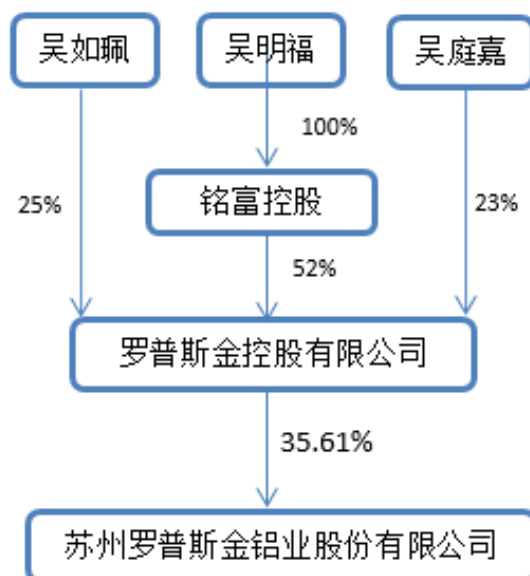 吴如珮
吴明福
吴庭嘉
100%
25%
铭富控股
23%
52%
罗普斯金控股有限公司
35.61%
苏州罗普斯金铝业股份有限公司